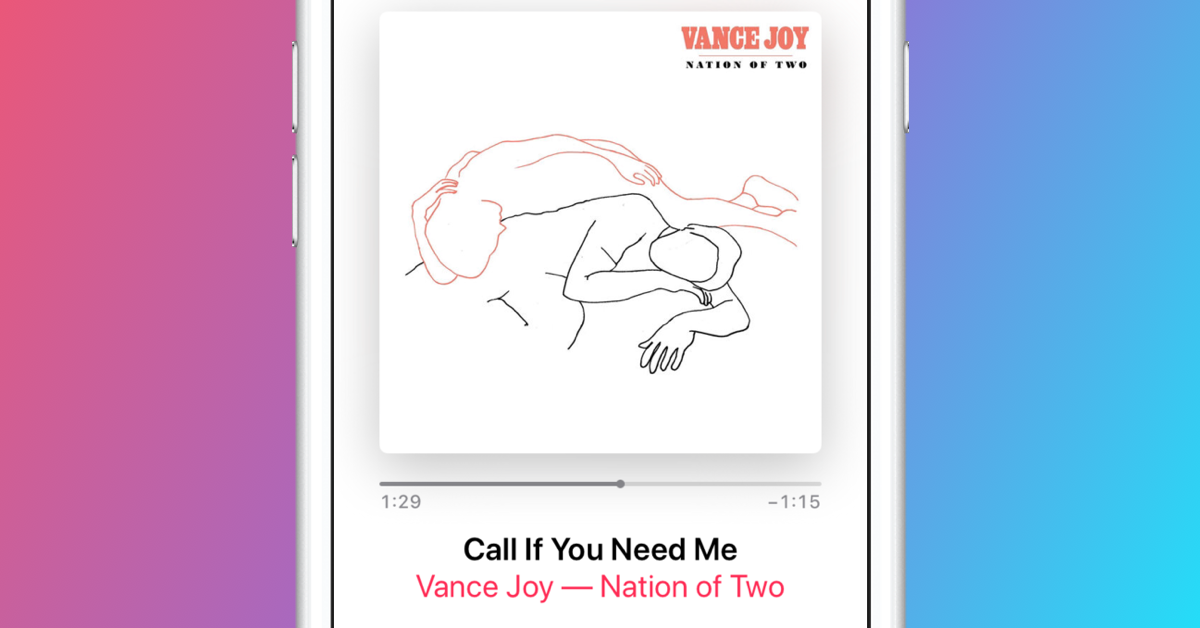 VANCE JOY
NATION OF TWO
1:29
−1:15
Call If You Need Me
Vance Joy — Nation of Two